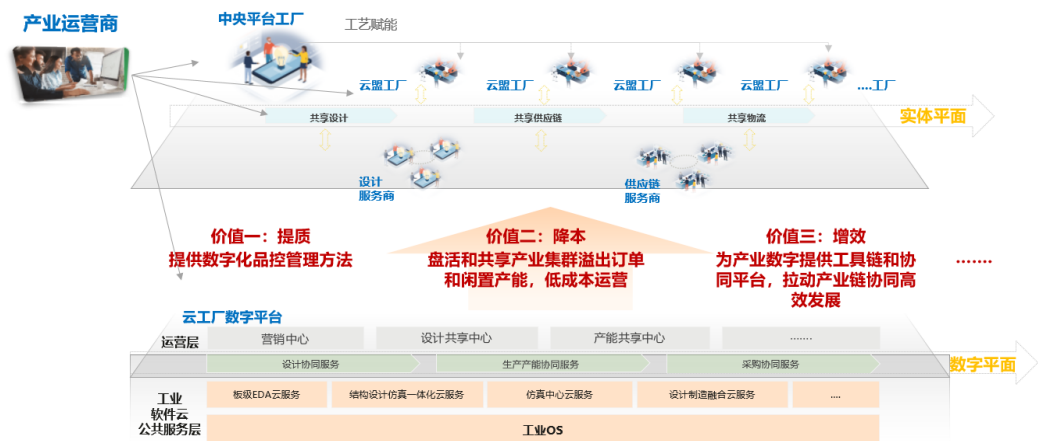 产业运营商
中央平台工厂
工艺赋能
云盟工厂
云盟工厂
云盟工厂
云盟工厂
....工厂
共享设计
共享供应链
共享物流
实体平面
设计
服务商
供应链
服务商
价值一：提质
提供数字化品控管理方法
价值二：降本
盘活和共享产业集群溢出订单
和闲置产能，低成本运营
价值三：增效
为产业数字提供工具链和协
同平台，拉动产业链协同高
效发展
.......
云工厂数字平台
运营层
营销中心
设计共享中心
产能共享中心
.......
设计协同服务
生产产能协同服务
采购协同服务
数字平面
工业
软件云
公共服务层
板级EDA云服务
结构设计仿真一体化云服务
仿真中心云服务
设计制造融合云服务
....
工业OS